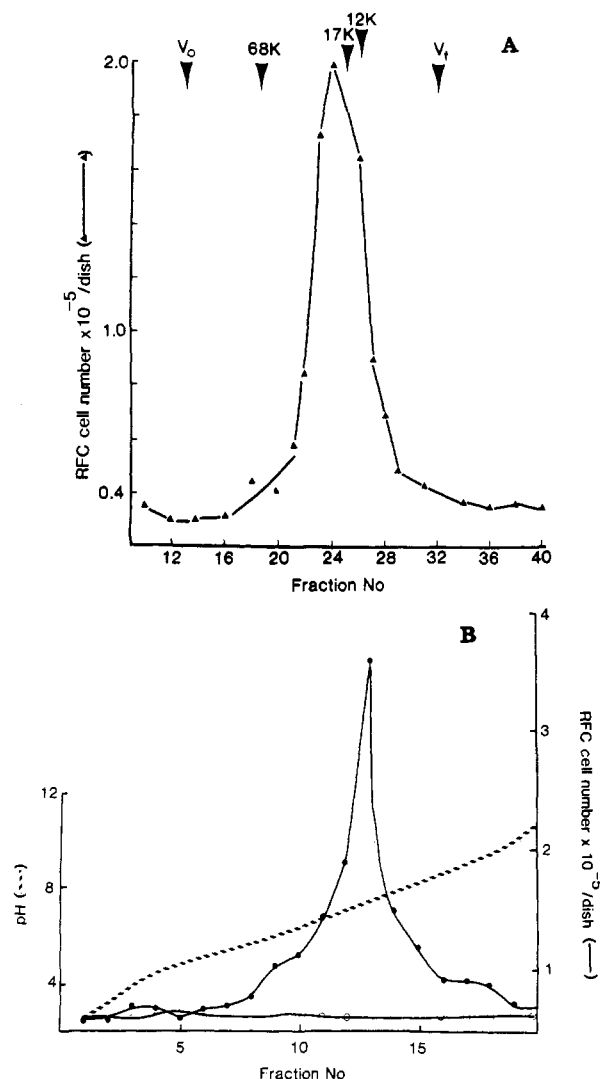 A
V₀ 68K 17K 12K Vₜ
2.0
1.0
0.4
RFC cell number x10⁻⁵/dish (▲——▲)
12 16 20 24 28 32 36 40
Fraction No
B
12
8
4
pH (---)
4
3
2
1
RFC cell number x 10⁻⁵/dish (——)
5 10 15
Fraction No